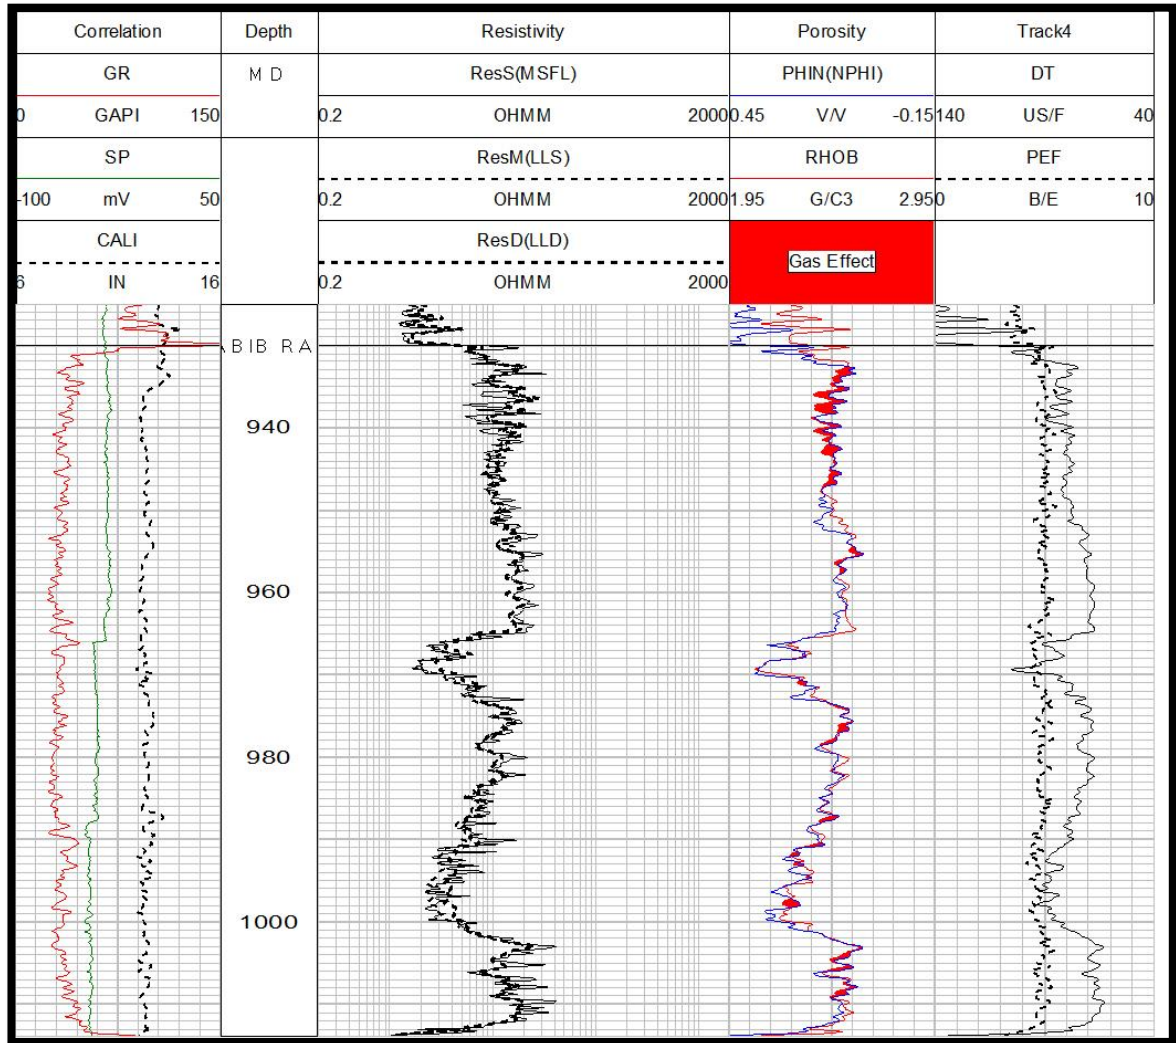 Correlation Depth Resistivity Porosity Track4
GR M D ResS(MSFL) PHIN(NPHI) DT
0 GAPI 150 0.2 OHMM 2000 0.45 V/V -0.15 140 US/F 40
SP ResM(LLS) RHOB PEF
-100 mV 50 0.2 OHMM 2000 1.95 G/C3 2.95 0 B/E 10
CALI ResD(LLD) Gas Effect
6 IN 16 0.2 OHMM 2000
ABIB RA
940
960
980
1000